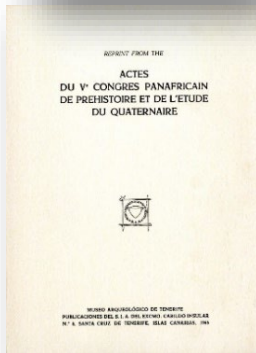 REPRINT FROM THE
ACTES
DU Vᵉ CONGRES PANAFRICAIN
DE PREHISTOIRE ET DE L'ETUDE
DU QUATERNAIRE
MUSEO ARQUEOLÓGICO DE TENERIFE
PUBLICACIONES DEL S. I. A. DEL EXCMO. CABILDO INSULAR
SANTA CRUZ DE TENERIFE, ISLAS CANARIAS,